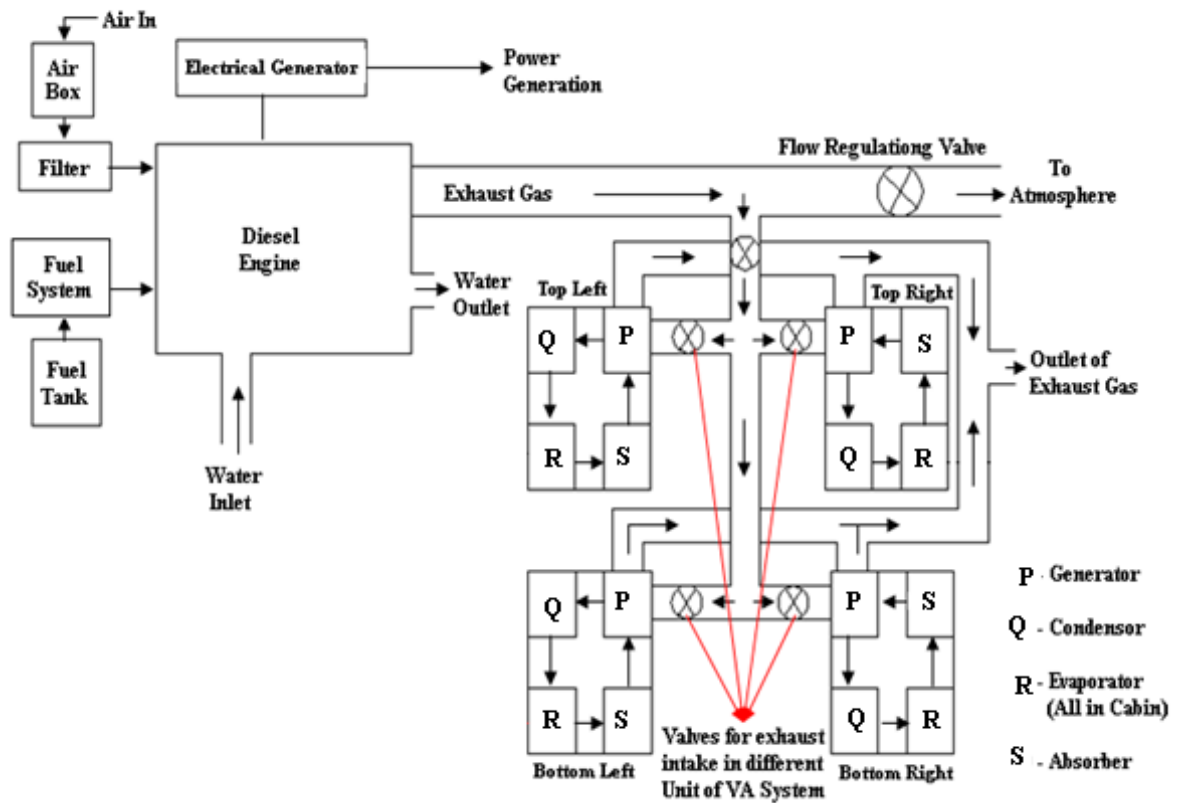 Air In
Air
Box
Filter
Fuel
System
Fuel
Tank
Electrical Generator
Power
Generation
Diesel
Engine
Exhaust Gas
Flow Regulationg Valve
To
Atmosphere
Water
Outlet
Water
Inlet
Top Left
Q P
R S
Top Right
P S
Q R
Outlet of
Exhaust Gas
Q P
R S
Bottom Left
P S
Q R
Bottom Right
Valves for exhaust
intake in different
Unit of VA System
P - Generator
Q - Condensor
R - Evaporator
(All in Cabin)
S - Absorber